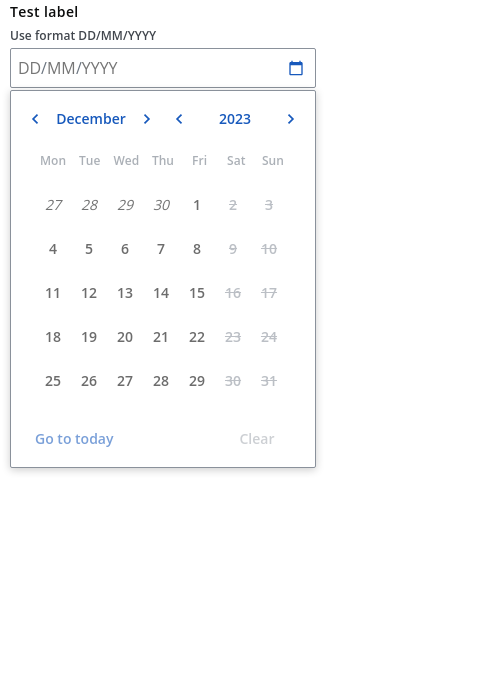 Test label
Use format DD/MM/YYYY
DD/MM/YYYY
December 2023
Mon Tue Wed Thu Fri Sat Sun
27 28 29 30 1 2 3
4 5 6 7 8 9 10
11 12 13 14 15 16 17
18 19 20 21 22 23 24
25 26 27 28 29 30 31
Go to today Clear